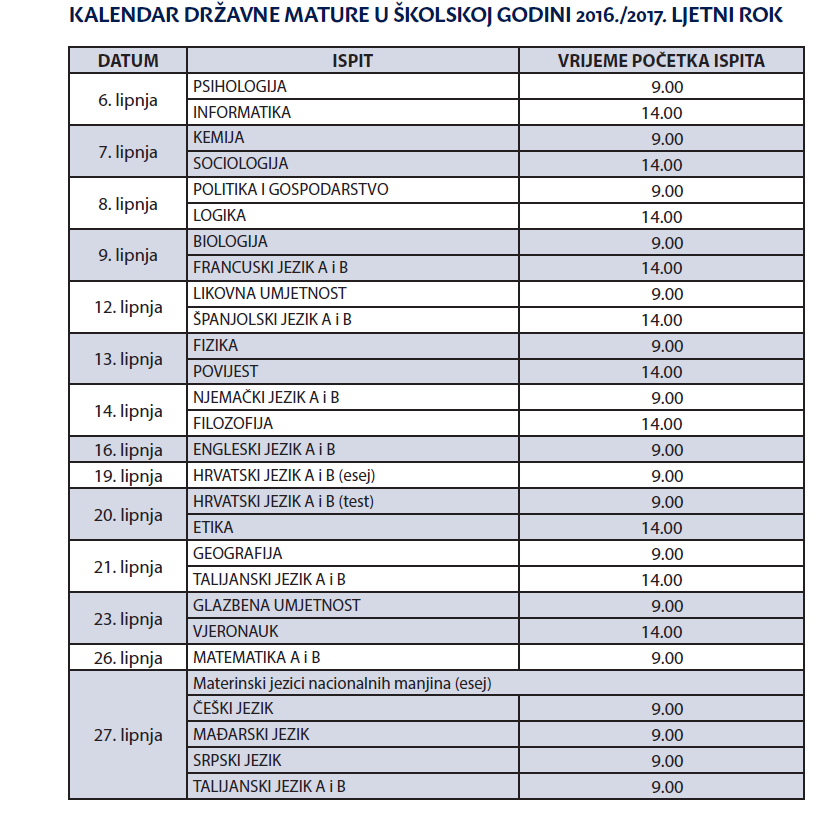 KALENDAR DRŽAVNE MATURE U ŠKOLSKOJ GODINI 2016./2017. LJETNI ROK
DATUM ISPIT VRIJEME POČETKA ISPITA
6. lipnja PSIHOLOGIJA 9.00
INFORMATIKA 14.00
7. lipnja KEMIJA 9.00
SOCIOLOGIJA 14.00
8. lipnja POLITIKA I GOSPODARSTVO 9.00
LOGIKA 14.00
9. lipnja BIOLOGIJA 9.00
FRANCUSKI JEZIK A i B 14.00
12. lipnja LIKOVNA UMJETNOST 9.00
ŠPANJOLSKI JEZIK A i B 14.00
13. lipnja FIZIKA 9.00
POVIJEST 14.00
14. lipnja NJEMAČKI JEZIK A i B 9.00
FILOZOFIJA 14.00
16. lipnja ENGLESKI JEZIK A i B 9.00
19. lipnja HRVATSKI JEZIK A i B (esej) 9.00
20. lipnja HRVATSKI JEZIK A i B (test) 9.00
ETIKA 14.00
21. lipnja GEOGRAFIJA 9.00
TALIJANSKI JEZIK A i B 14.00
23. lipnja GLAZBENA UMJETNOST 9.00
VJERONAUK 14.00
26. lipnja MATEMATIKA A i B 9.00
27. lipnja Materinski jezici nacionalnih manjina (esej)
ČEŠKI JEZIK 9.00
MAĐARSKI JEZIK 9.00
SRPSKI JEZIK 9.00
TALIJANSKI JEZIK A i B 9.00